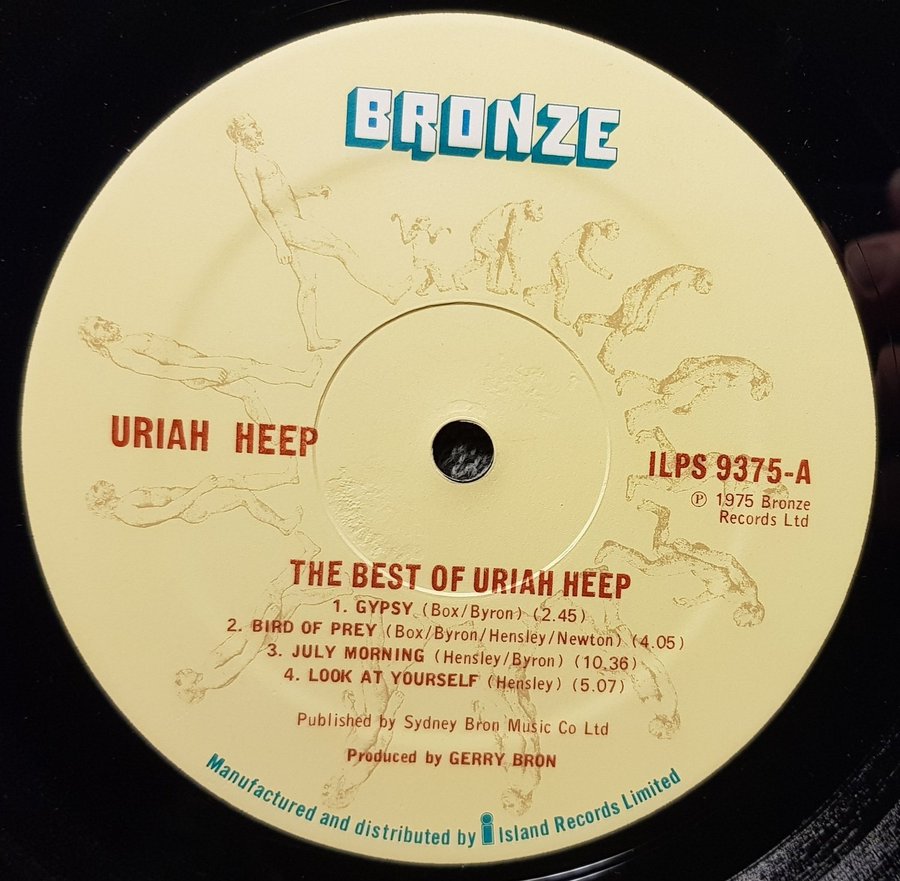 BRONZE
URIAH HEEP
ILPS 9375-A
℗ 1975 Bronze
Records Ltd
THE BEST OF URIAH HEEP
1. GYPSY (Box/Byron) (2.45)
2. BIRD OF PREY (Box/Byron/Hensley/Newton) (4.05)
3. JULY MORNING (Hensley/Byron) (10.36)
4. LOOK AT YOURSELF (Hensley) (5.07)
Published by Sydney Bron Music Co Ltd
Produced by GERRY BRON
Manufactured and distributed by i Island Records Limited